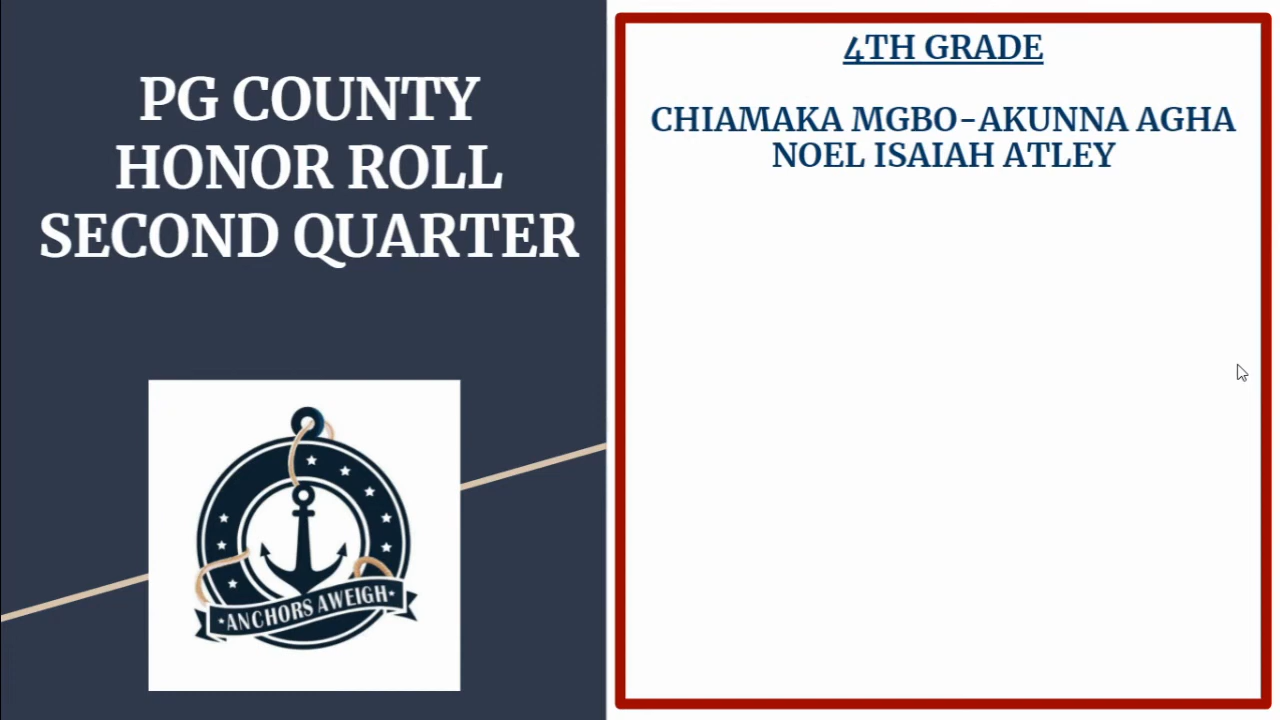 PG COUNTY
HONOR ROLL
SECOND QUARTER
ANCHORS AWEIGH
4TH GRADE
CHIAMAKA MGBO-AKUNNA AGHA
NOEL ISAIAH ATLEY